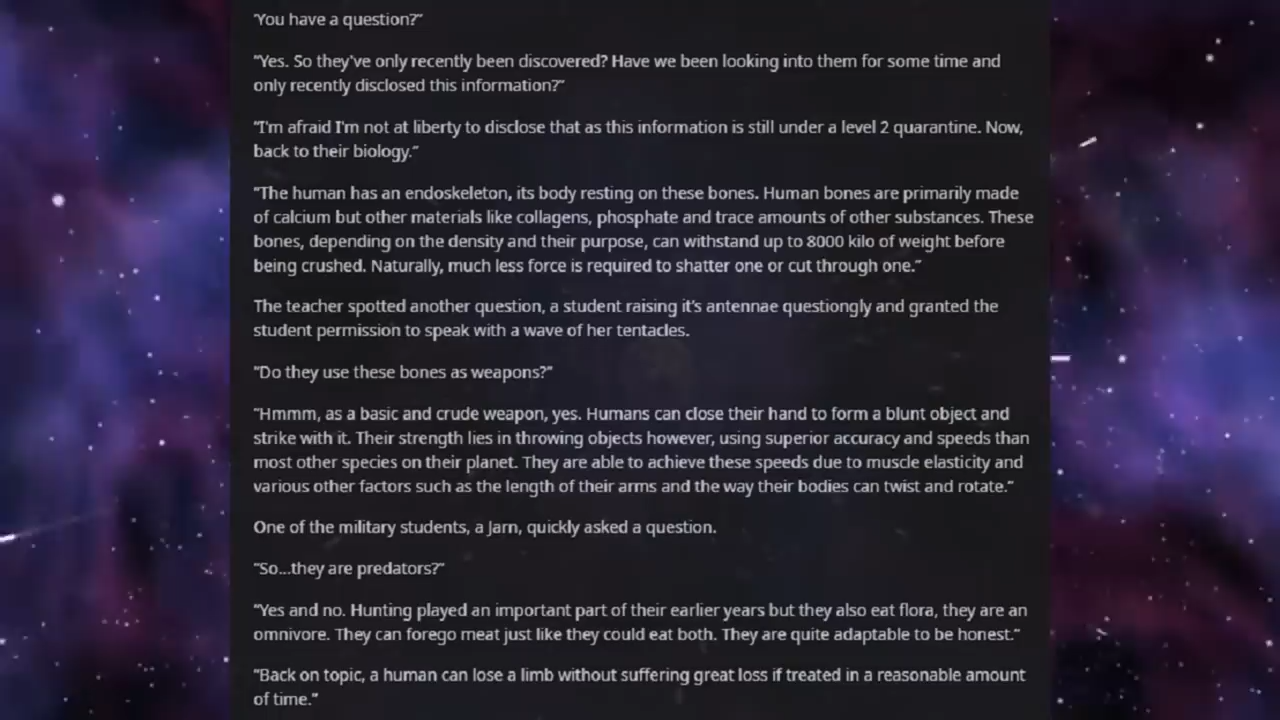 ‘You have a question?”
“Yes. So they've only recently been discovered? Have we been looking into them for some time and
only recently disclosed this information?”
“I'm afraid I'm not at liberty to disclose that as this information is still under a level 2 quarantine. Now,
back to their biology.”
“The human has an endoskeleton, its body resting on these bones. Human bones are primarily made
of calcium but other materials like collagens, phosphate and trace amounts of other substances. These
bones, depending on the density and their purpose, can withstand up to 8000 kilo of weight before
being crushed. Naturally, much less force is required to shatter one or cut through one.”
The teacher spotted another question, a student raising it's antennae questiongly and granted the
student permission to speak with a wave of her tentacles.
“Do they use these bones as weapons?”
“Hmmm, as a basic and crude weapon, yes. Humans can close their hand to form a blunt object and
strike with it. Their strength lies in throwing objects however, using superior accuracy and speeds than
most other species on their planet. They are able to achieve these speeds due to muscle elasticity and
various other factors such as the length of their arms and the way their bodies can twist and rotate.”
One of the military students, a Jarn, quickly asked a question.
“So...they are predators?”
“Yes and no. Hunting played an important part of their earlier years but they also eat flora, they are an
omnivore. They can forego meat just like they could eat both. They are quite adaptable to be honest.”
“Back on topic, a human can lose a limb without suffering great loss if treated in a reasonable amount
of time.”